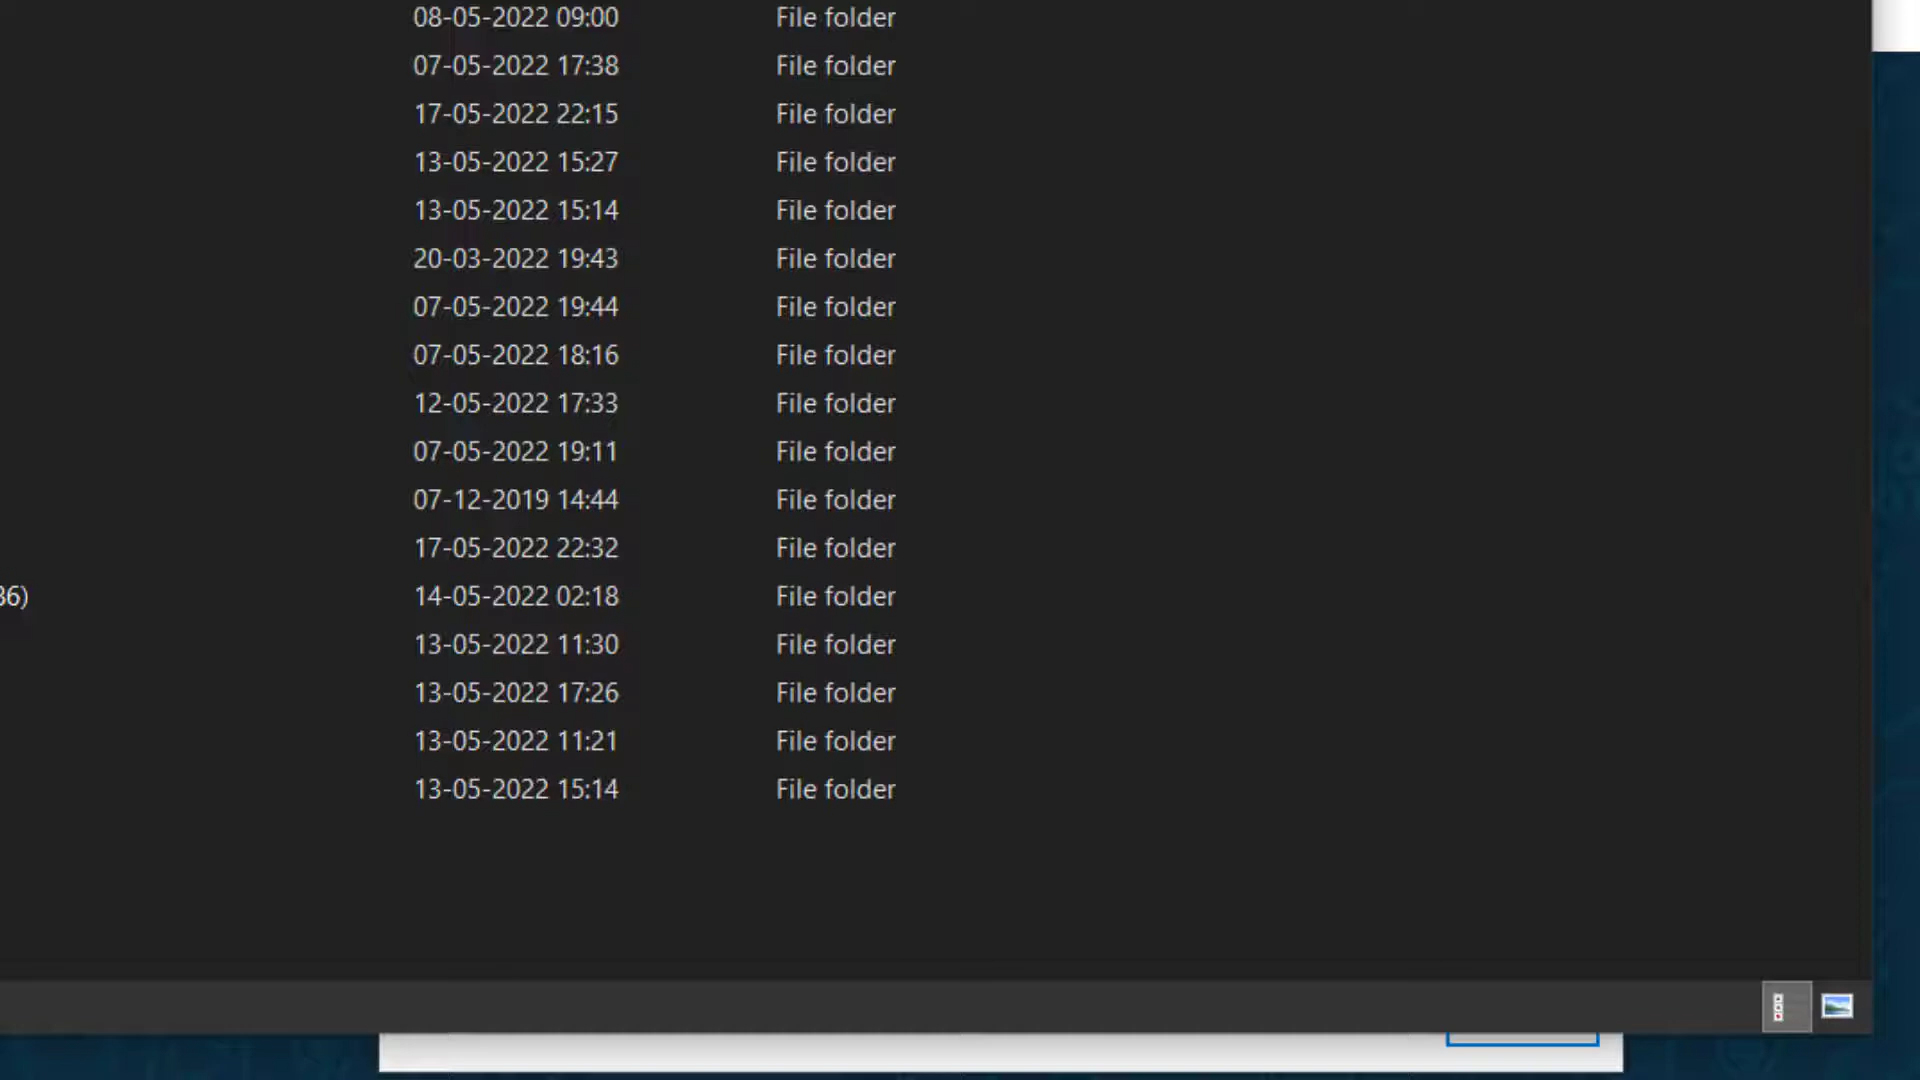 08-05-2022 09:00 File folder
07-05-2022 17:38 File folder
17-05-2022 22:15 File folder
13-05-2022 15:27 File folder
13-05-2022 15:14 File folder
20-03-2022 19:43 File folder
07-05-2022 19:44 File folder
07-05-2022 18:16 File folder
12-05-2022 17:33 File folder
07-05-2022 19:11 File folder
07-12-2019 14:44 File folder
17-05-2022 22:32 File folder
86) 14-05-2022 02:18 File folder
13-05-2022 11:30 File folder
13-05-2022 17:26 File folder
13-05-2022 11:21 File folder
13-05-2022 15:14 File folder